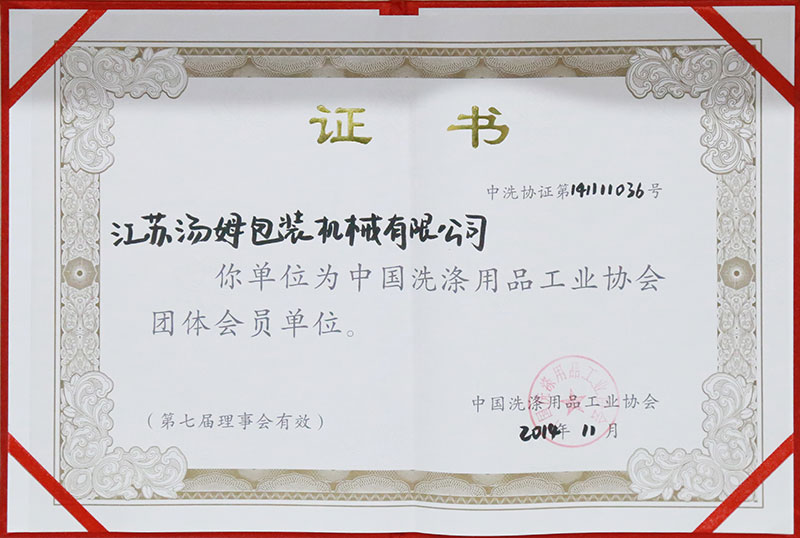 证 书
中洗协证第141111036号
江苏汤姆包装机械有限公司
你单位为中国洗涤用品工业协会
团体会员单位。
中国洗涤用品工业协会
(第七届理事会有效)
2014年11月